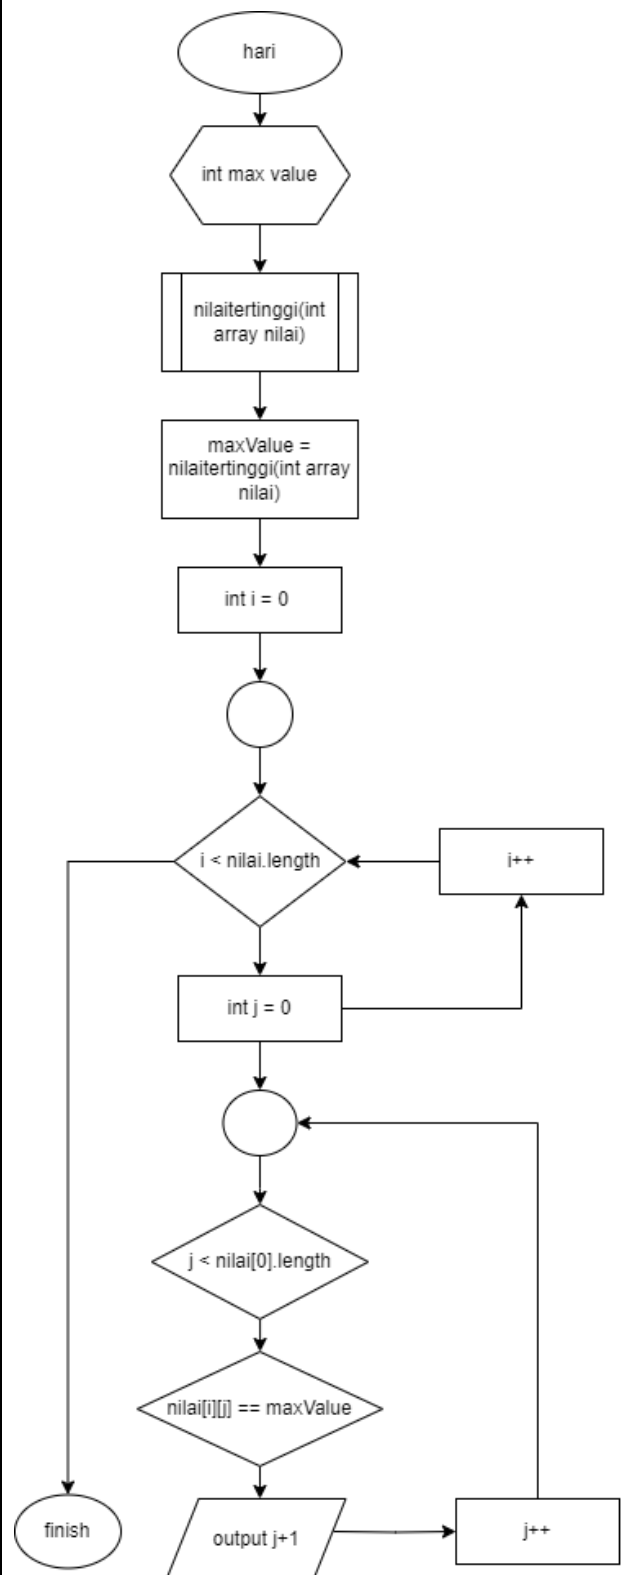 hari
int max value
nilaitertinggi(int
array nilai)
maxValue =
nilaitertinggi(int array
nilai)
int i = 0
i < nilai.length
i++
int j = 0
j < nilai[0].length
nilai[i][j] == maxValue
finish
output j+1
j++